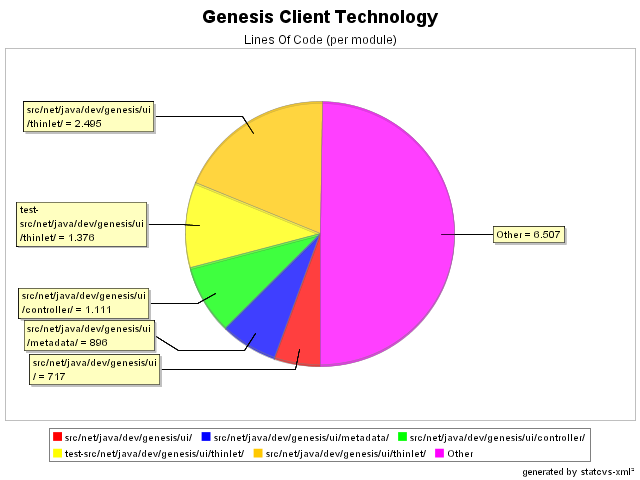 Genesis Client Technology
Lines Of Code (per module)
src/net/java/dev/genesis/ui
/thinlet/ = 2.495
test-
src/net/java/dev/genesis/ui
/thinlet/ = 1.376
Other = 6.507
src/net/java/dev/genesis/ui
/controller/ = 1.111
src/net/java/dev/genesis/ui
/metadata/ = 896
src/net/java/dev/genesis/ui
/ = 717
src/net/java/dev/genesis/ui/ src/net/java/dev/genesis/ui/metadata/ src/net/java/dev/genesis/ui/controller/
test-src/net/java/dev/genesis/ui/thinlet/ src/net/java/dev/genesis/ui/thinlet/ Other
generated by statcvs-xml²